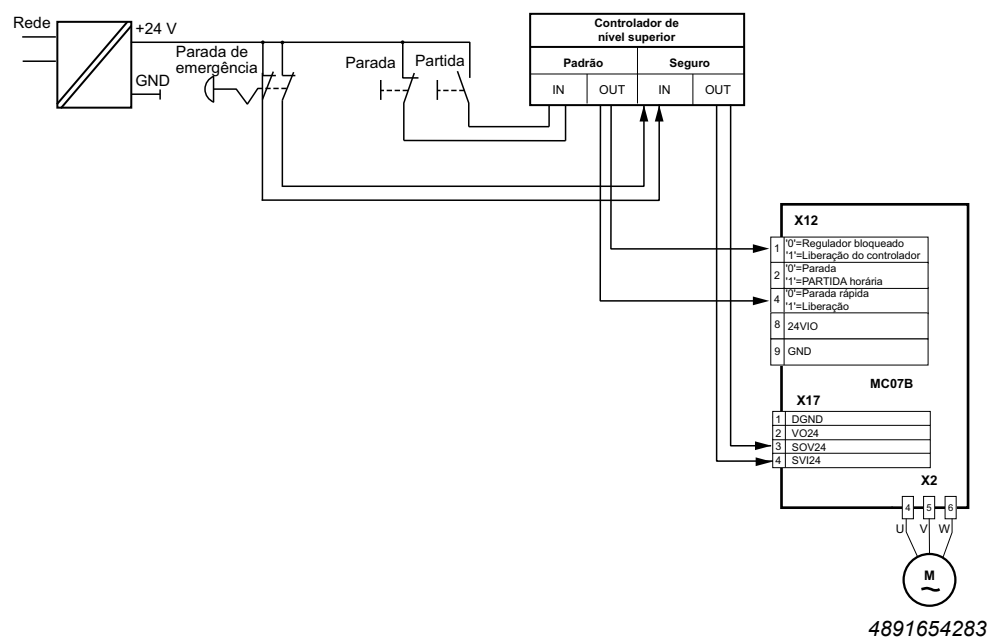 Rede
+24 V
GND
Parada de
emergência
Parada
Partida
Controlador de
nível superior
Padrão
Seguro
IN
OUT
IN
OUT
X12
1
'0'=Regulador bloqueado
'1'=Liberação do controlador
2
'0'=Parada
'1'=PARTIDA horária
4
'0'=Parada rápida
'1'=Liberação
8
24VIO
9
GND
MC07B
X17
1 DGND
2 VO24
3 SOV24
4 SVI24
X2
4 5 6
U V W
M
~
4891654283